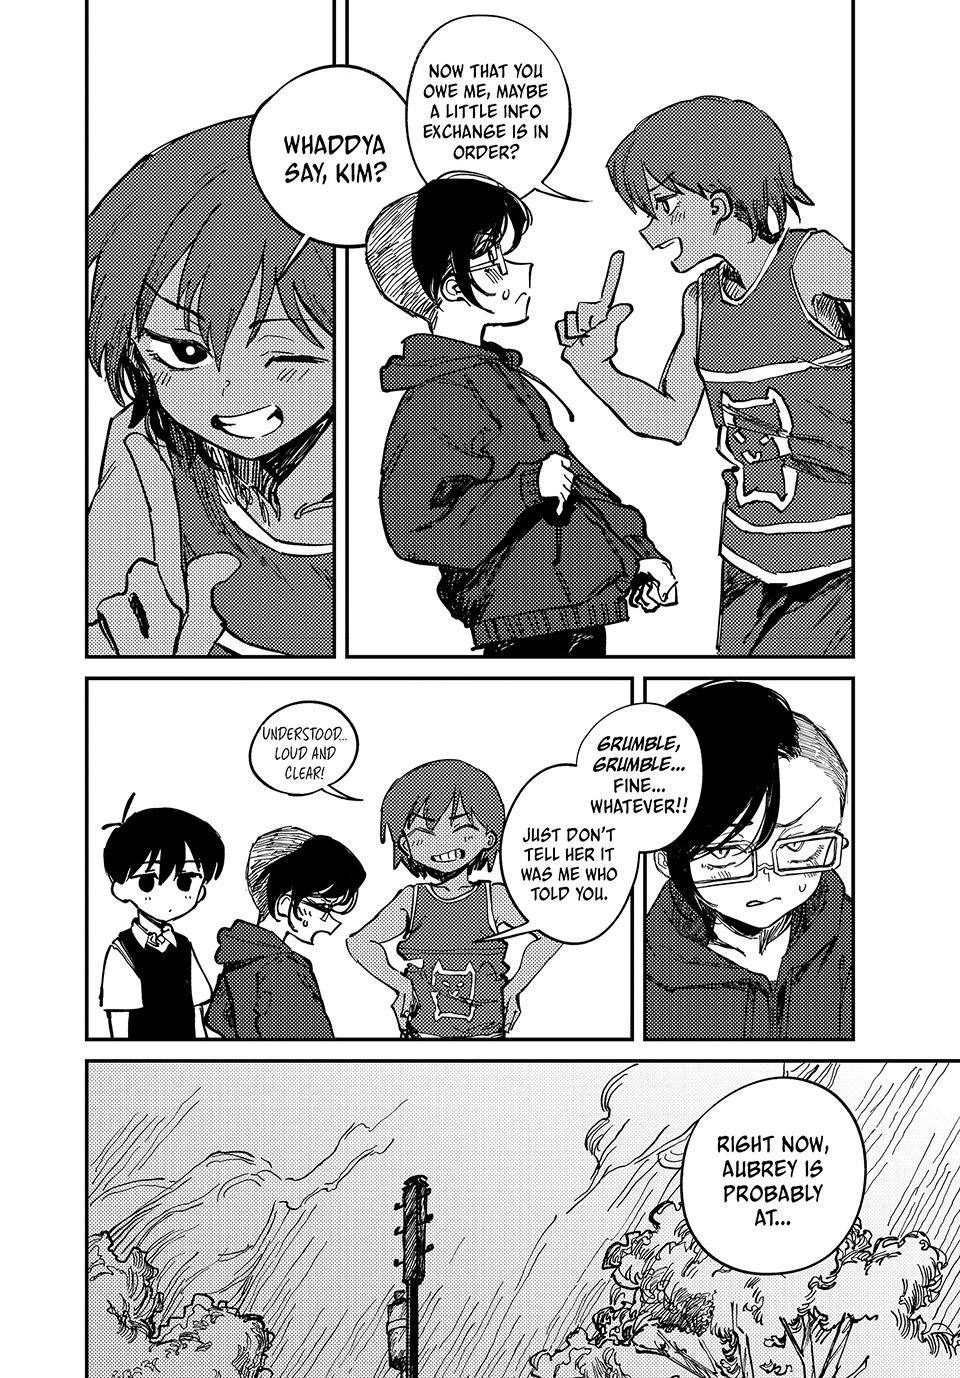 NOW THAT YOU
OWE ME, MAYBE
A LITTLE INFO
EXCHANGE IS IN
ORDER?
WHADDYA
SAY, KIM?
GRUMBLE,
GRUMBLE...
FINE...
WHATEVER!!
JUST DON'T
TELL HER IT
WAS ME WHO
TOLD YOU.
UNDERSTOOD...
LOUD AND
CLEAR!
RIGHT NOW,
AUBREY IS
PROBABLY
AT...